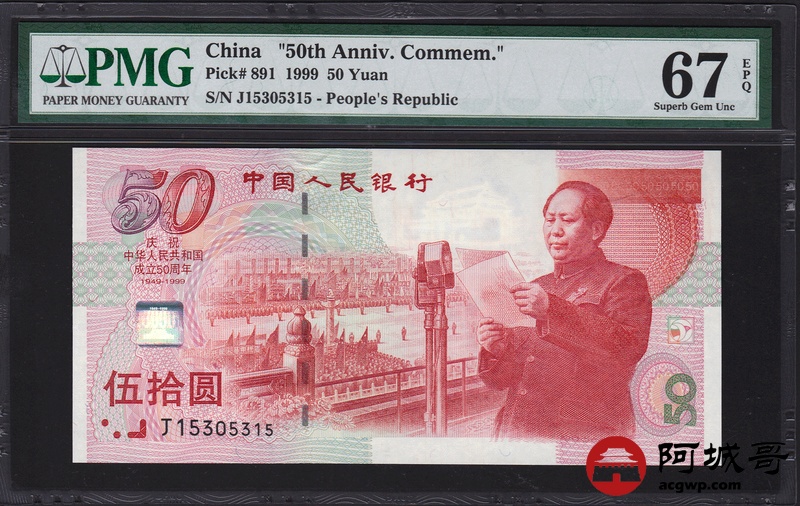 PMG
PAPER MONEY GUARANTY
China "50th Anniv. Commem."
Pick# 891 1999 50 Yuan
S/N J15305315 - People's Republic
67
EPQ
Superb Gem Unc
50
中国人民银行
庆祝
中华人民共和国
成立50周年
1949-1999
伍拾圆
J15305315
50
阿城哥
acgwp.com